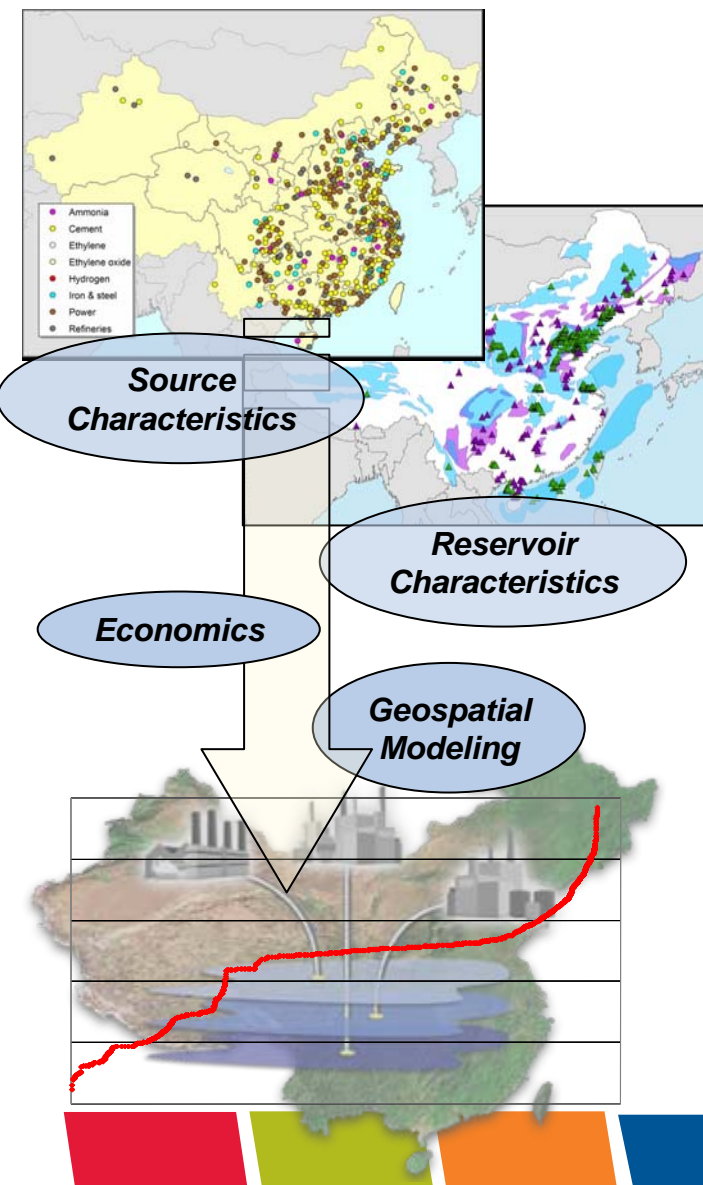 Ammonia
Cement
Ethylene
Ethylene oxide
Hydrogen
Iron & steel
Power
Refineries
Source
Characteristics
Reservoir
Characteristics
Economics
Geospatial
Modeling